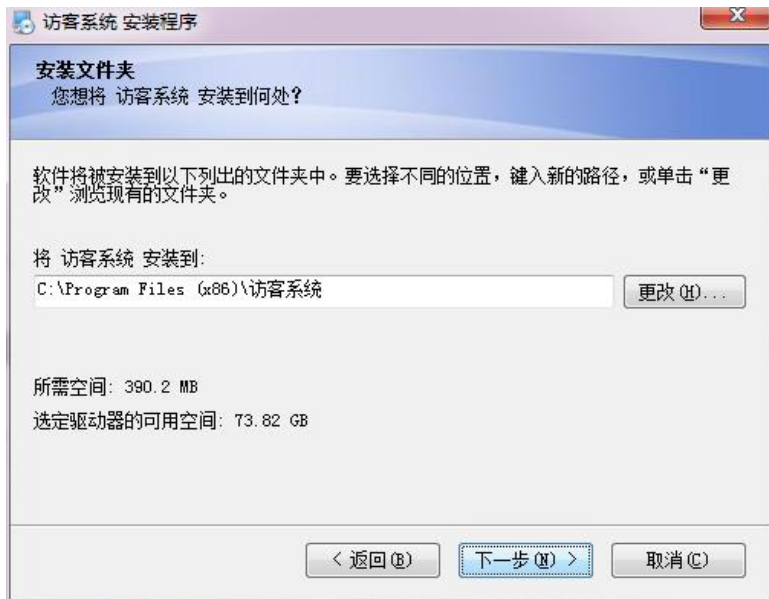 访客系统 安装程序
安装文件夹
您想将 访客系统 安装到何处?
软件将被安装到以下列出的文件夹中。要选择不同的位置，键入新的路径，或单击“更
改”浏览现有的文件夹。
将 访客系统 安装到:
C:\Program Files (x86)\访客系统
更改(H)...
所需空间: 390.2 MB
选定驱动器的可用空间: 73.82 GB
< 返回(B)
下一步(N) >
取消(C)